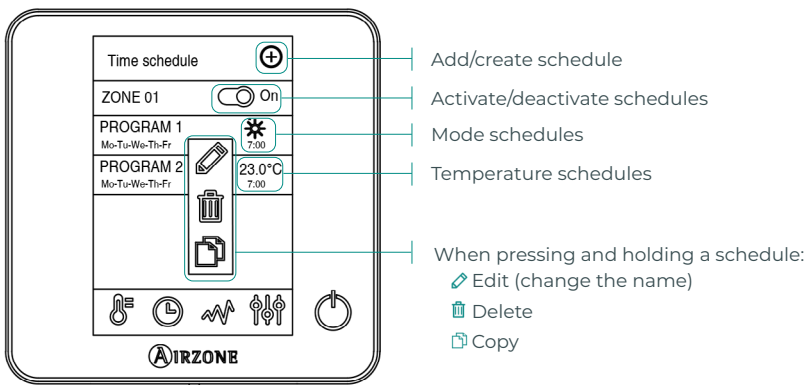 Time schedule
Add/create schedule
ZONE 01 On
Activate/deactivate schedules
PROGRAM 1
Mo-Tu-We-Th-Fr 7:00
Mode schedules
PROGRAM 2 23.0°C
Mo-Tu-We-Th-Fr 7:00
Temperature schedules
When pressing and holding a schedule:
Edit (change the name)
Delete
Copy
AIRZONE